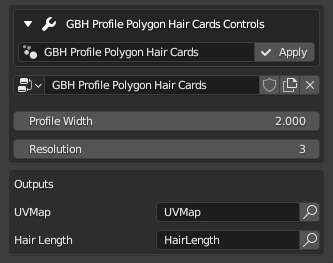 GBH Profile Polygon Hair Cards Controls
GBH Profile Polygon Hair Cards Apply
GBH Profile Polygon Hair Cards
Profile Width 2.000
Resolution 3
Outputs
UVMap UVMap
Hair Length HairLength